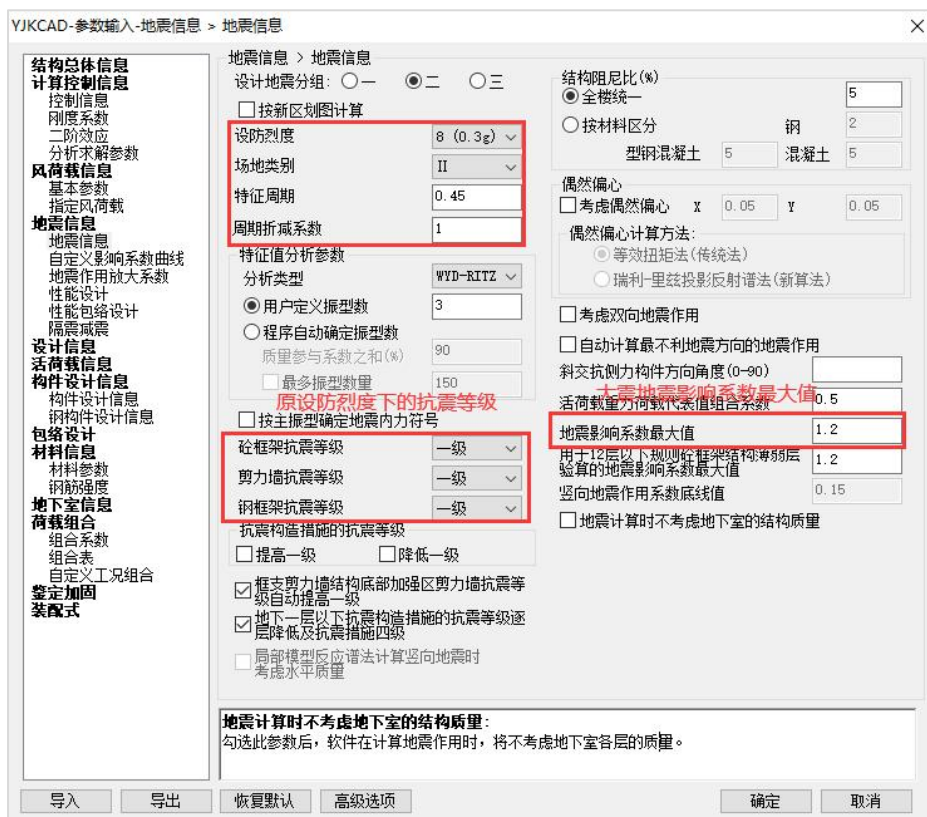 YJKCAD-参数输入-地震信息 > 地震信息
结构总体信息
计算控制信息
控制信息
刚度系数
二阶效应
分析求解参数
风荷载信息
基本参数
指定风荷载
地震信息
地震信息
自定义影响系数曲线
地震作用放大系数
性能设计
性能包络设计
隔震减震
设计信息
活荷载信息
构件设计信息
构件设计信息
钢构件设计信息
包络设计
材料信息
材料参数
钢筋强度
地下室信息
荷载组合
组合系数
组合表
自定义工况组合
鉴定加固
装配式
地震信息 > 地震信息
设计地震分组: 一 二 三
按新区划图计算
设防烈度 8 (0.3g)
场地类别 II
特征周期 0.45
周期折减系数 1
特征值分析参数
分析类型 WYD-RITZ
用户定义振型数 3
程序自动确定振型数
质量参与系数之和(%) 90
最多振型数量 150
原设防烈度下的抗震等级
按主振型确定地震内力符号
砼框架抗震等级 一级
剪力墙抗震等级 一级
钢框架抗震等级 一级
抗震构造措施的抗震等级
提高一级 降低一级
框支剪力墙结构底部加强区剪力墙抗震等
级自动提高一级
地下一层以下抗震构造措施的抗震等级逐
层降低及抗震措施四级
局部模型反应谱法计算竖向地震时
考虑水平质量
结构阻尼比(%)
全楼统一 5
按材料区分 钢 2
型钢混凝土 5 混凝土 5
偶然偏心
考虑偶然偏心 X 0.05 Y 0.05
偶然偏心计算方法:
等效扭矩法(传统法)
瑞利-里兹投影反射谱法(新算法)
考虑双向地震作用
自动计算最不利地震方向的地震作用
斜交抗侧力构件方向角度(0-90)
大震地震影响系数最大值
活荷载重力荷载代表值组合系数 0.5
地震影响系数最大值 1.2
用于12层以下规则砼框架结构薄弱层
验算的地震影响系数最大值 1.2
竖向地震作用系数底线值 0.15
地震计算时不考虑地下室的结构质量
地震计算时不考虑地下室的结构质量:
勾选此参数后，软件在计算地震作用时，将不考虑地下室各层的质量。
导入 导出 恢复默认 高级选项 确定 取消